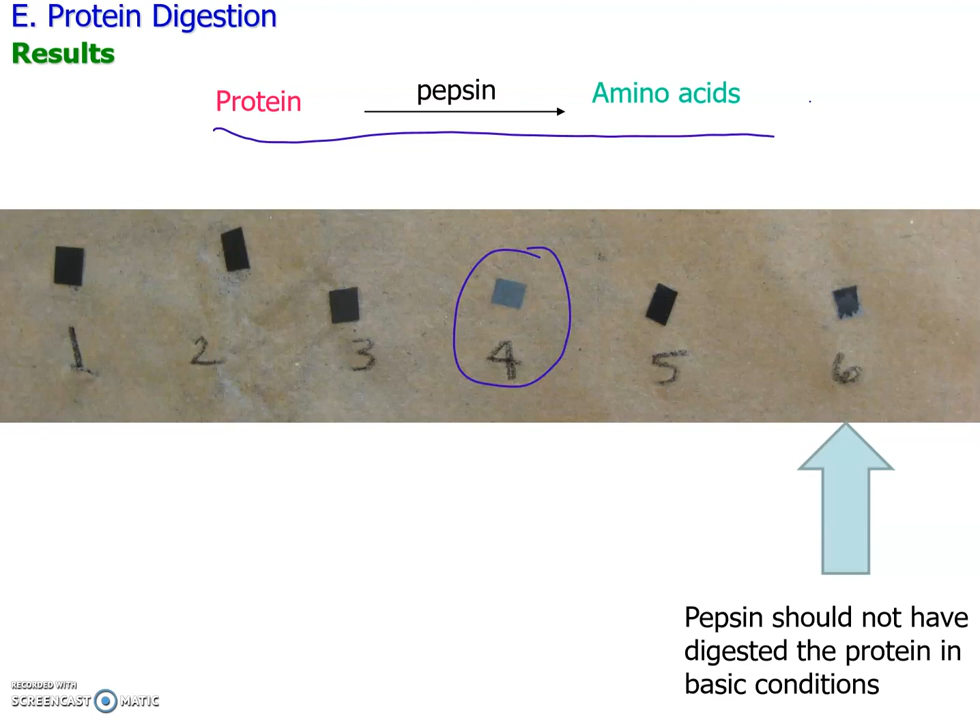 E. Protein Digestion
Results
Protein
pepsin
Amino acids
1 2 3 4 5 6
Pepsin should not have
digested the protein in
basic conditions
RECORDED WITH
SCREENCAST MATIC